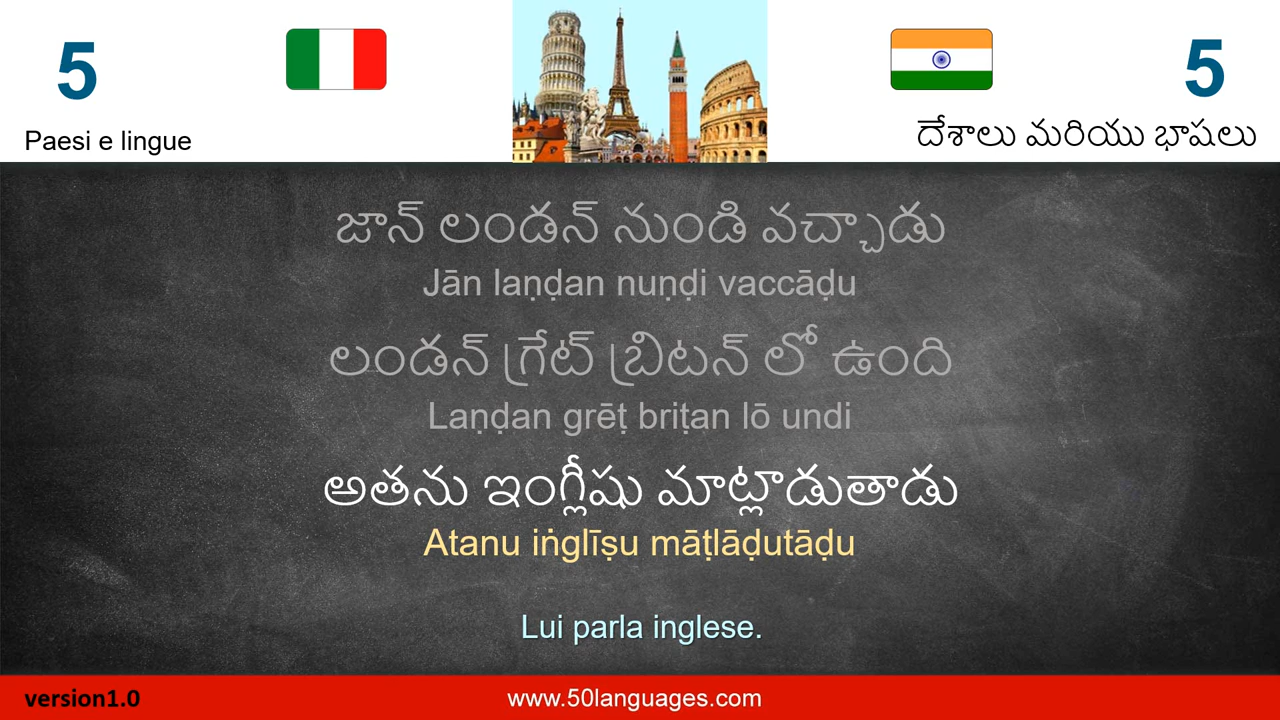 5
5
Paesi e lingue
దేశాలు మరియు భాషలు
జాన్ లండన్ నుండి వచ్చాడు
Jān laṇḍan nuṇḍi vaccāḍu
లండన్ గ్రేట్ బ్రిటన్ లో ఉంది
Laṇḍan grēṭ briṭan lō undi
అతను ఇంగ్లీషు మాట్లాడుతాడు
Atanu iṅglīṣu māṭlāḍutāḍu
Lui parla inglese.
version1.0
www.50languages.com